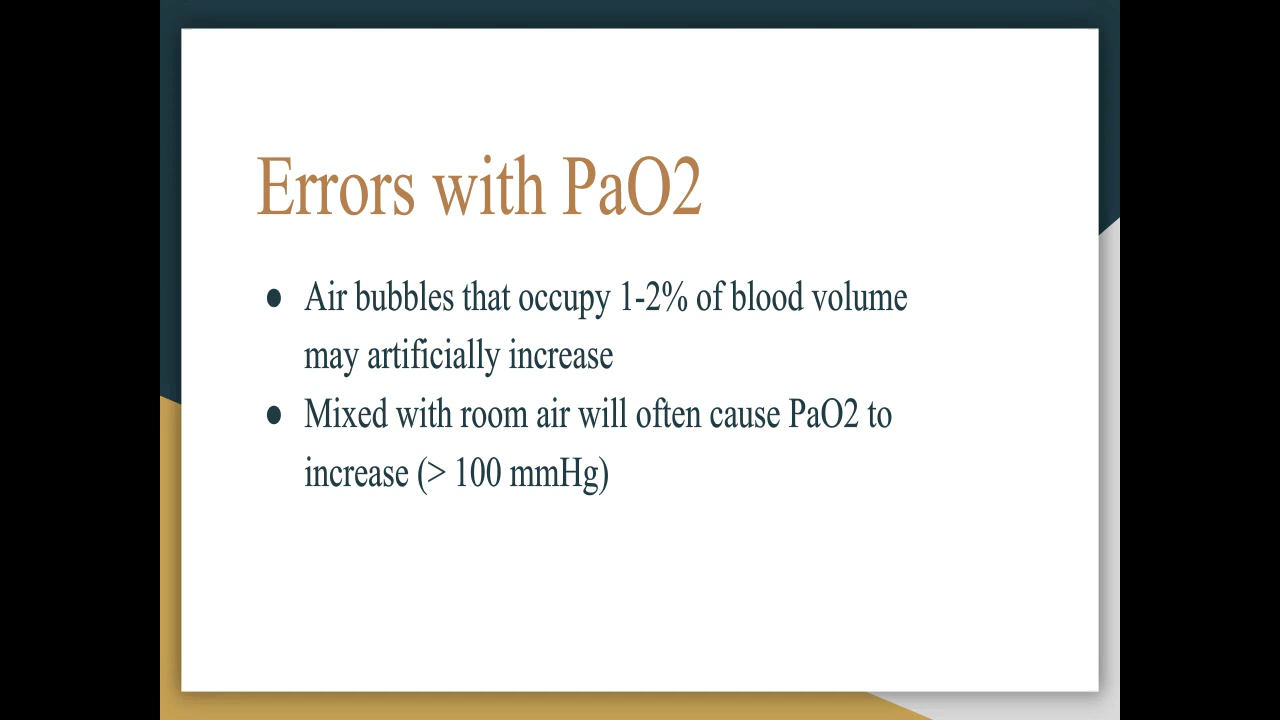 Errors with PaO2
● Air bubbles that occupy 1-2% of blood volume
may artificially increase
● Mixed with room air will often cause PaO2 to
increase (> 100 mmHg)